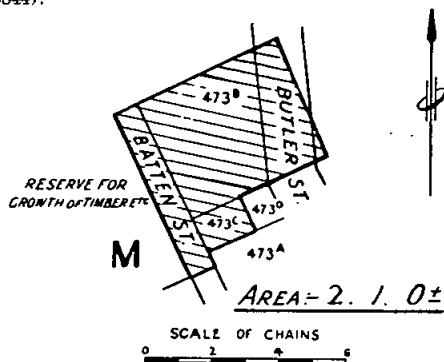 473B
BUTLER ST
BATTEN ST.
RESERVE FOR
GROWTH OF TIMBER ETC
473C
473D
473A
M
AREA:- 2. 1. 0±
SCALE OF CHAINS
0 2 4 6